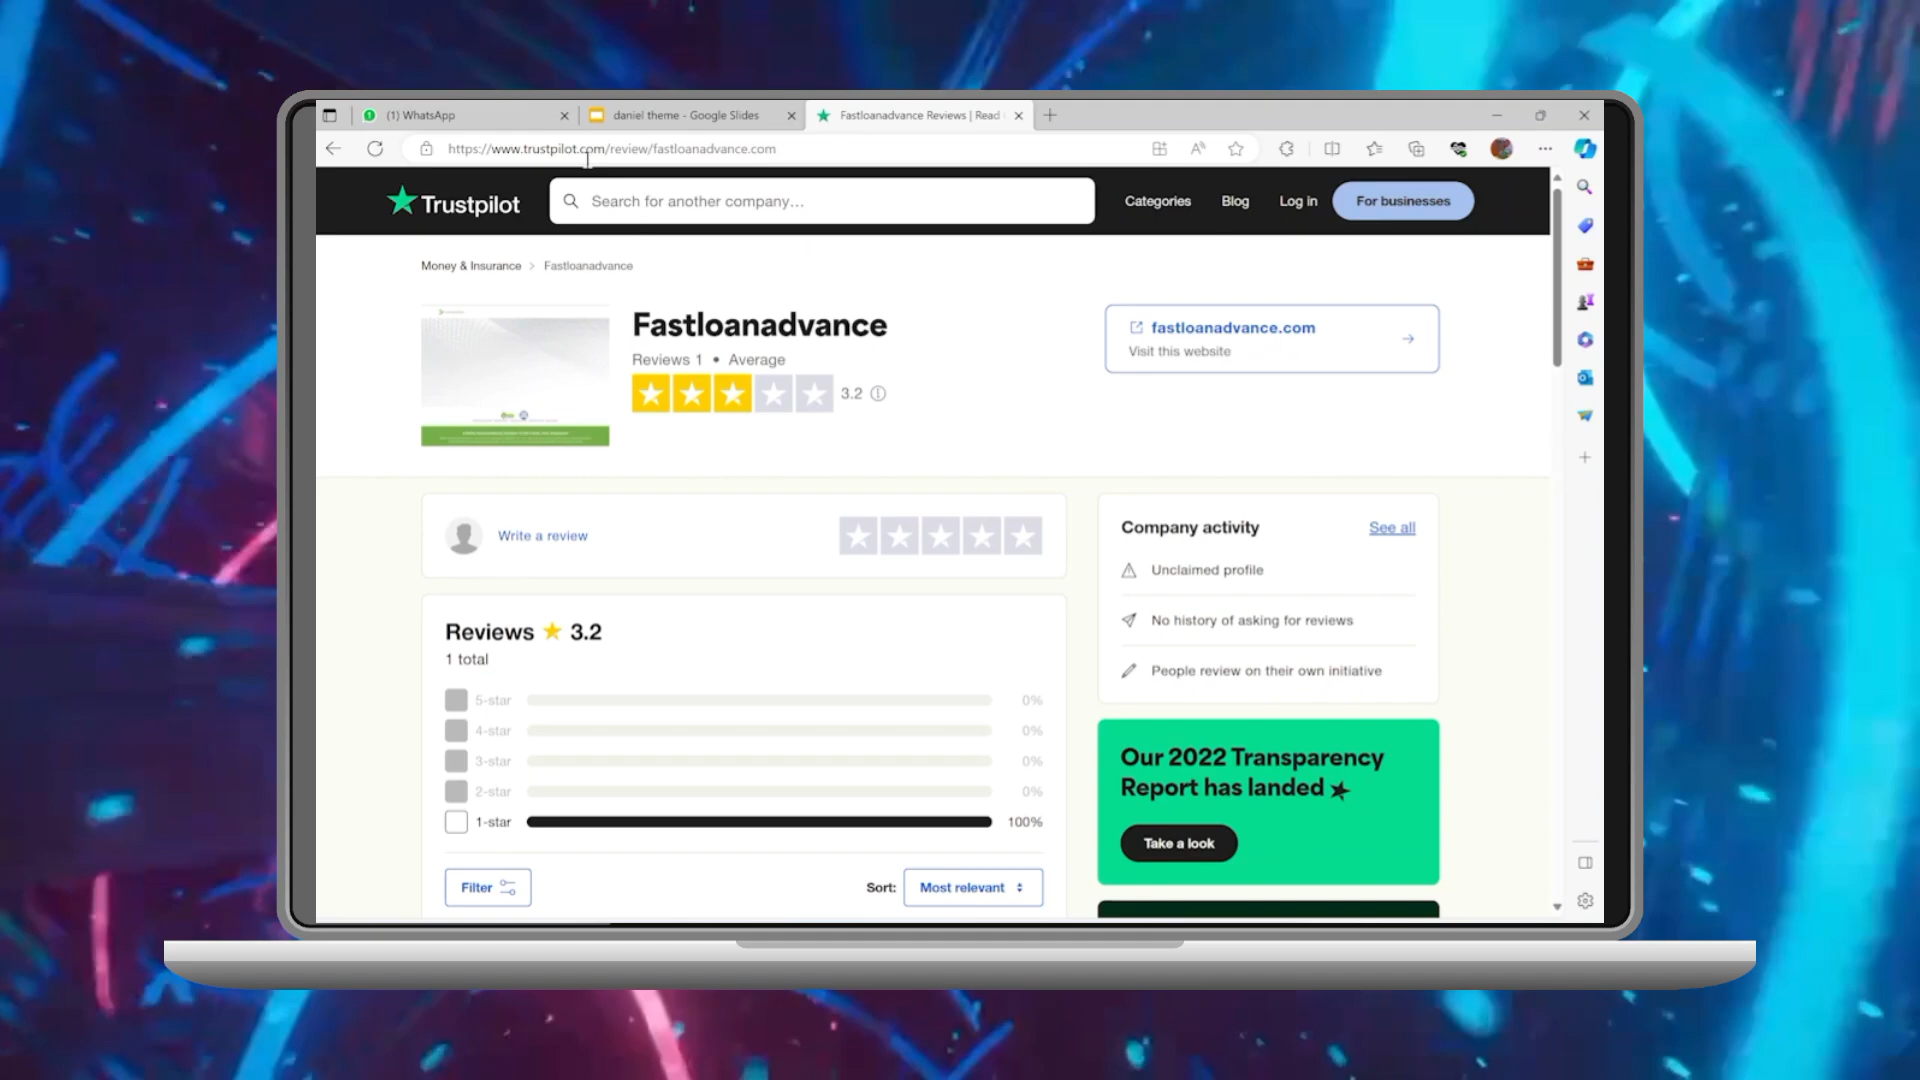 (1) WhatsApp
daniel theme - Google Slides
Fastloanadvance Reviews | Read
https://www.trustpilot.com/review/fastloanadvance.com
Trustpilot
Search for another company...
Categories
Blog
Log in
For businesses
Money & Insurance > Fastloanadvance
Fastloanadvance
Reviews 1 • Average
3.2
fastloanadvance.com
Visit this website
Write a review
Company activity
See all
Unclaimed profile
No history of asking for reviews
People review on their own initiative
Reviews ★ 3.2
1 total
5-star 0%
4-star 0%
3-star 0%
2-star 0%
1-star 100%
Filter
Sort: Most relevant
Our 2022 Transparency
Report has landed
Take a look